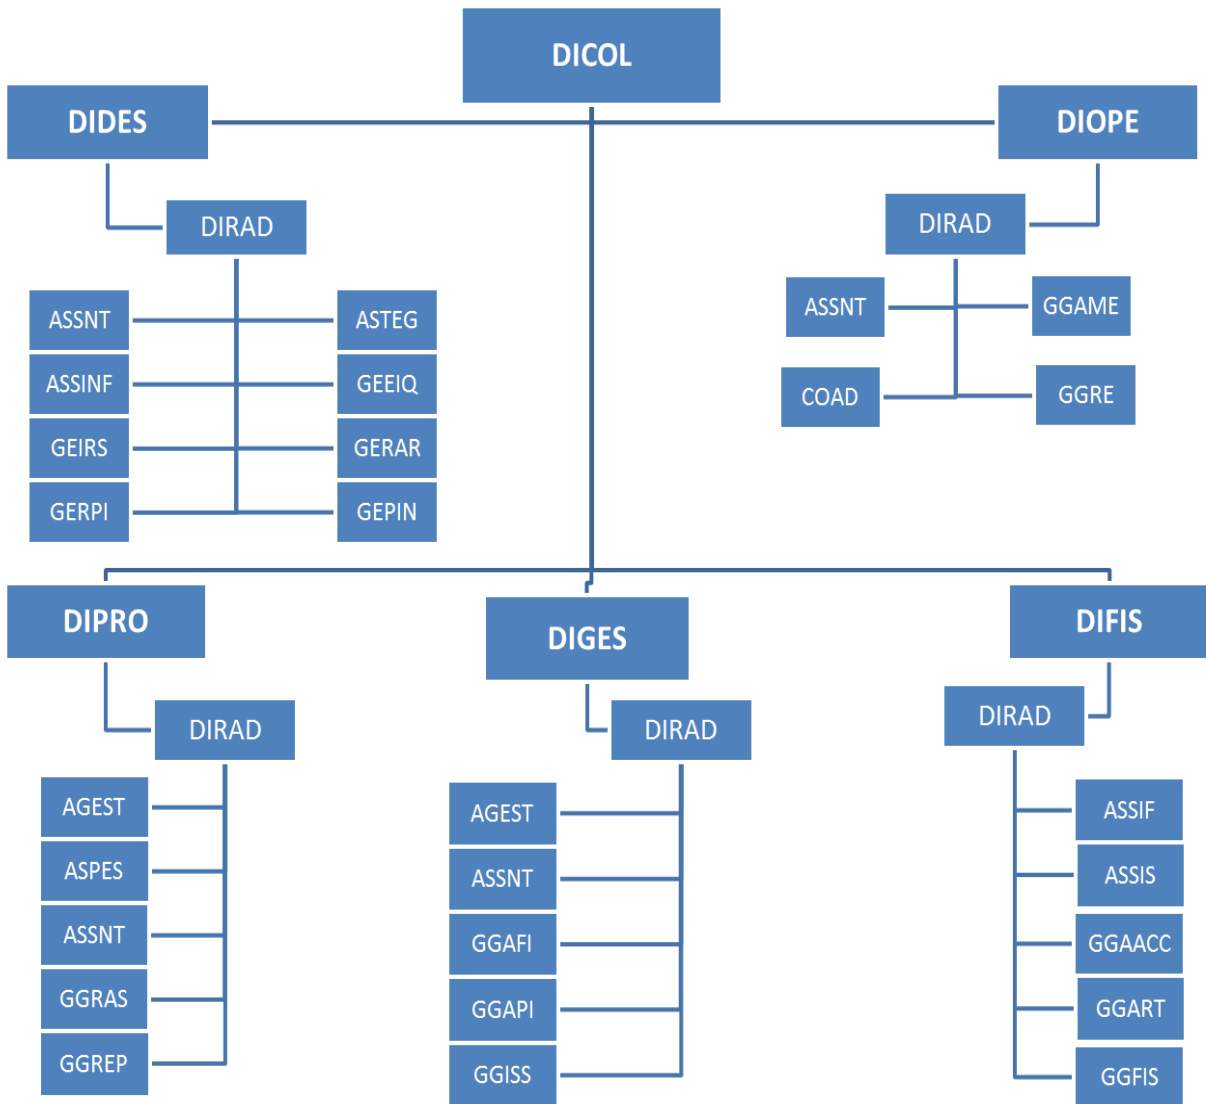 DICOL
DIDES
DIOPE
DIRAD
DIRAD
ASSNT
ASTEG
ASSINF
GEEIQ
GEIRS
GERAR
GERPI
GEPIN
ASSNT
GGAME
COAD
GGRE
DIPRO
DIGES
DIFIS
DIRAD
AGEST
ASPES
ASSNT
GGRAS
GGREP
DIRAD
AGEST
ASSNT
GGAFI
GGAPI
GGISS
DIRAD
ASSIF
ASSIS
GGAACC
GGART
GGFIS